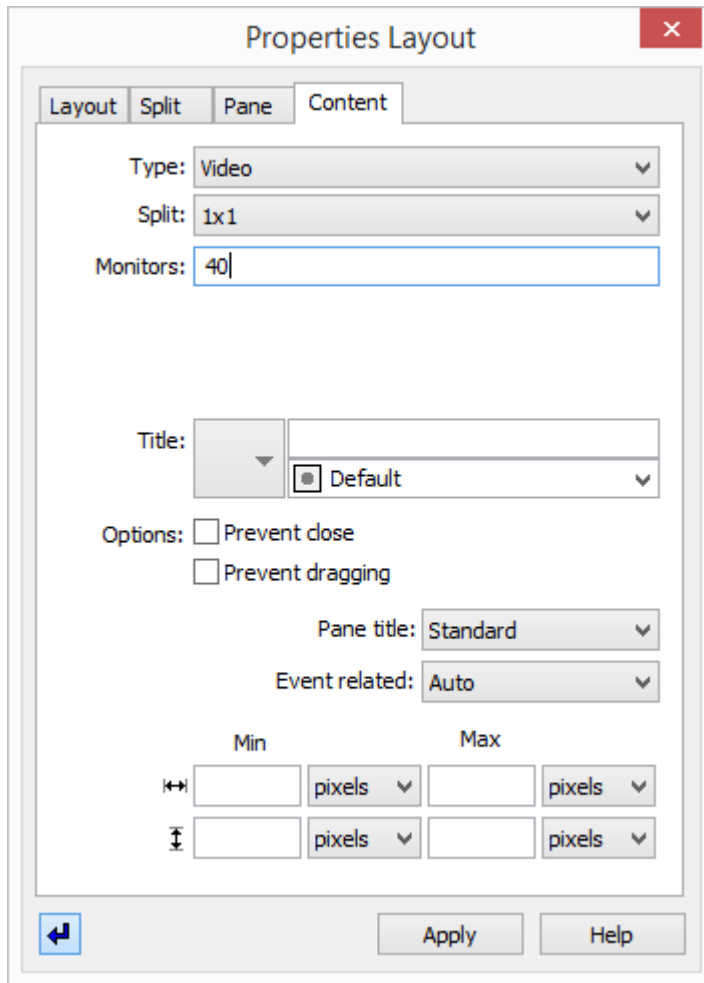 Properties Layout
Layout Split Pane Content
Type: Video
Split: 1x1
Monitors: 40
Title:
Default
Options: Prevent close
Prevent dragging
Pane title: Standard
Event related: Auto
Min Max
pixels pixels
pixels pixels
Apply Help